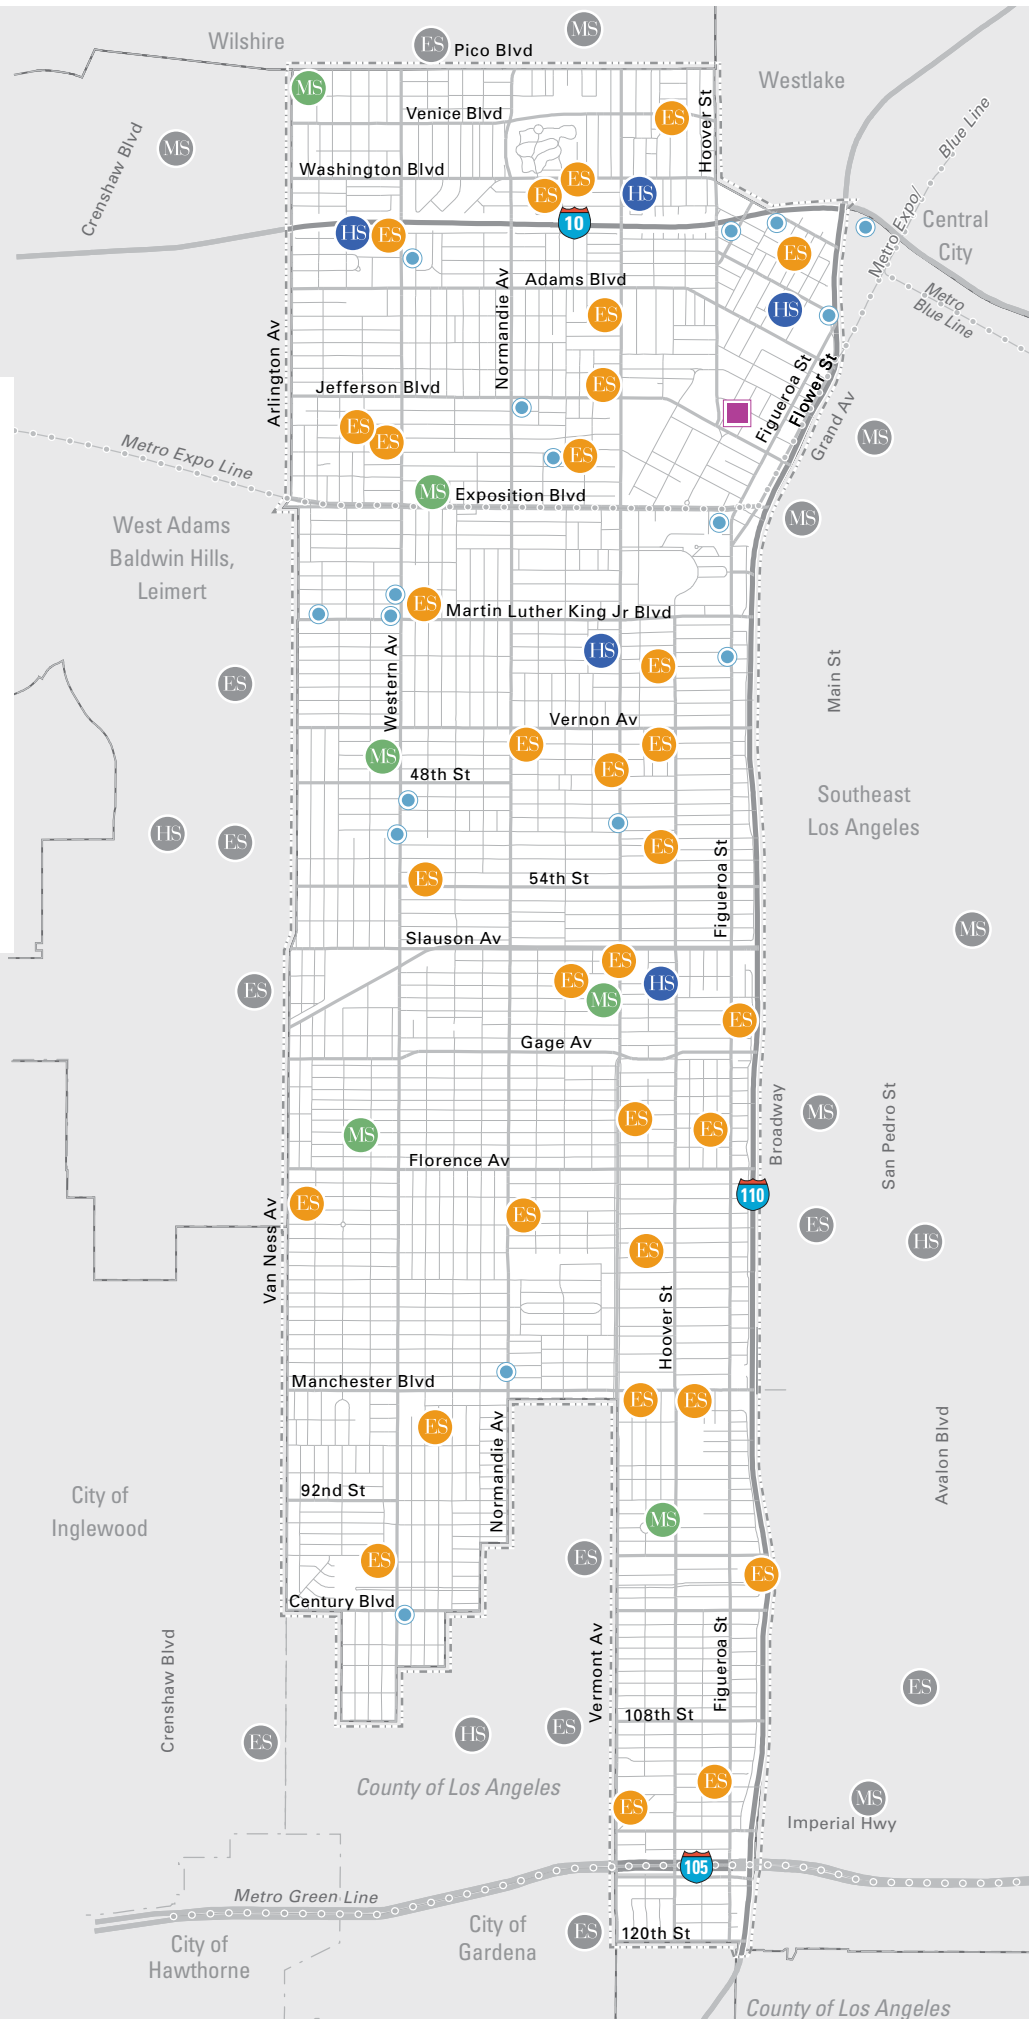 MS
Wilshire
ES
Pico Blvd
Westlake
MS
Venice Blvd
ES
Hoover St
Blue Line
Crenshaw Blvd
MS
Washington Blvd
ES
ES
HS
10
HS
ES
Metro Expo/
Central
City
ES
Normandie Av
Adams Blvd
Metro
Blue Line
ES
HS
Arlington Av
Jefferson Blvd
ES
Figueroa St
Flower St
Grand Av
ES
ES
MS
Metro Expo Line
ES
MS
Exposition Blvd
MS
West Adams
Baldwin Hills,
Leimert
ES
Martin Luther King Jr Blvd
Western Av
HS
ES
Main St
ES
Vernon Av
MS
ES
ES
ES
48th St
Southeast
Los Angeles
HS
ES
ES
Figueroa St
ES
54th St
MS
Slauson Av
ES
ES
ES
MS
HS
ES
Gage Av
MS
ES
ES
MS
Broadway
San Pedro St
Florence Av
110
ES
ES
ES
HS
Van Ness Av
ES
Hoover St
Manchester Blvd
ES
ES
ES
Normandie Av
Avalon Blvd
92nd St
City of
Inglewood
MS
ES
ES
ES
Century Blvd
Crenshaw Blvd
Vermont Av
Figueroa St
ES
108th St
ES
HS
ES
County of Los Angeles
ES
ES
MS
Imperial Hwy
105
Metro Green Line
City of
Gardena
ES
120th St
City of
Hawthorne
County of Los Angeles